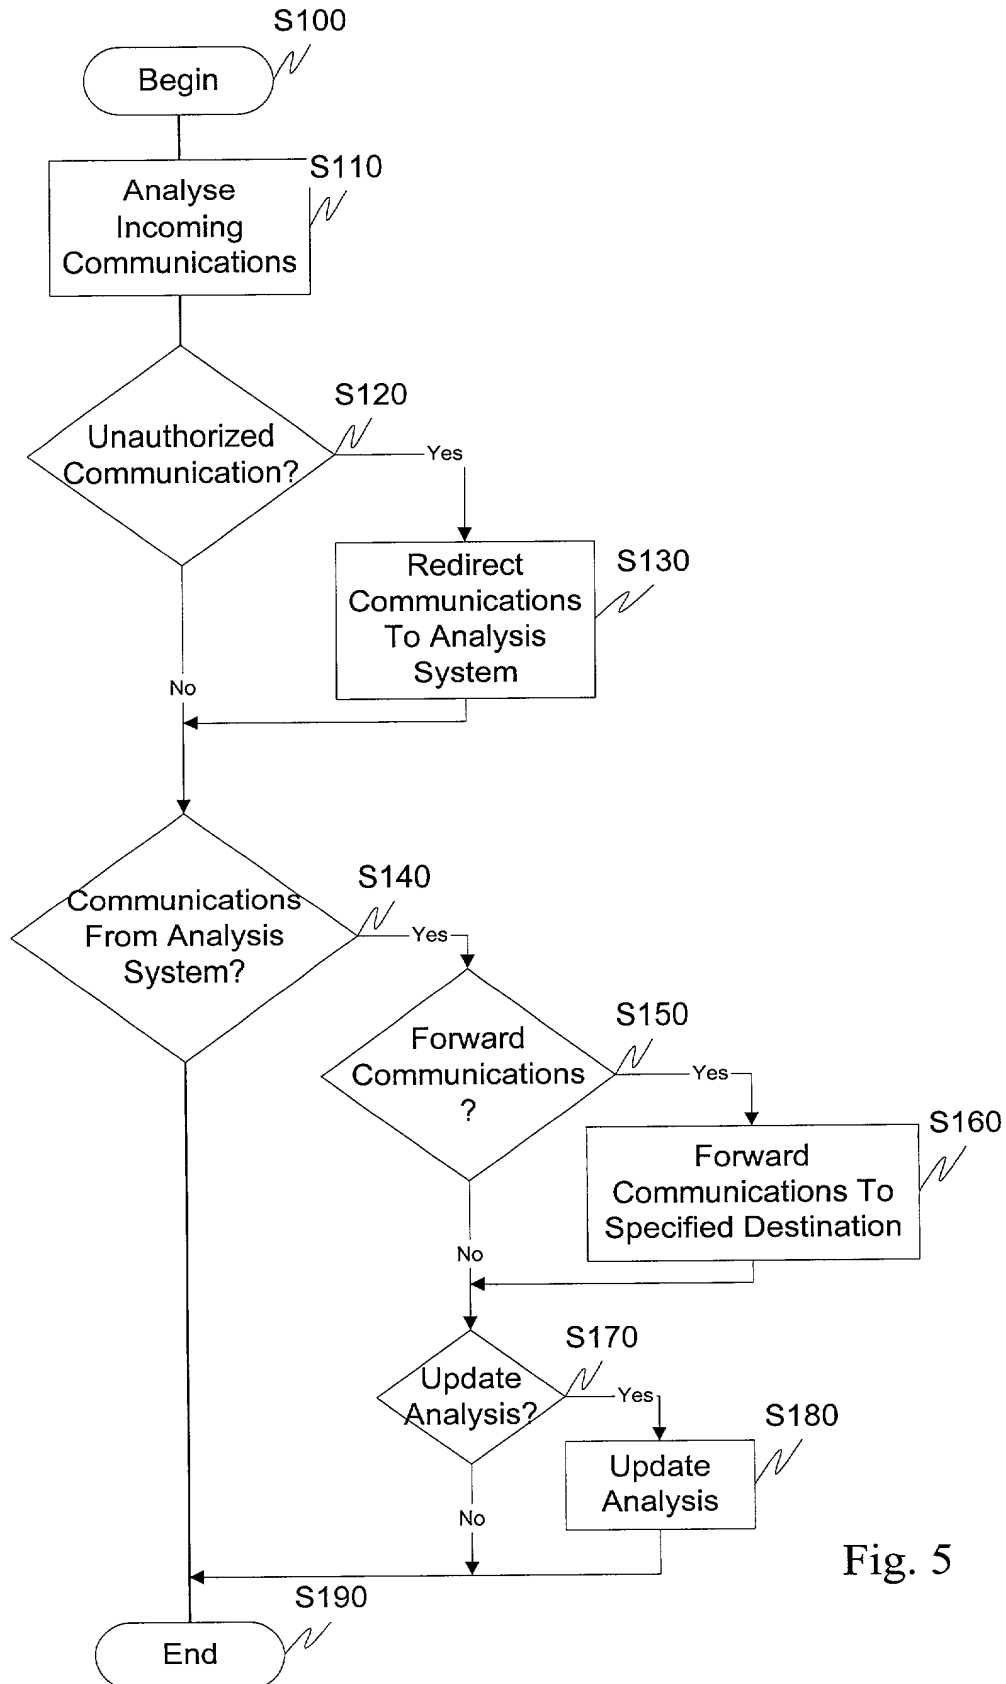 S100
Begin
S110
Analyse
Incoming
Communications
S120
Unauthorized
Communication?
Yes
S130
Redirect
Communications
To Analysis
System
No
S140
Communications
From Analysis
System?
Yes
S150
Forward
Communications
?
Yes
S160
Forward
Communications To
Specified Destination
No
S170
Update
Analysis?
Yes
S180
Update
Analysis
No
Fig. 5
S190
End